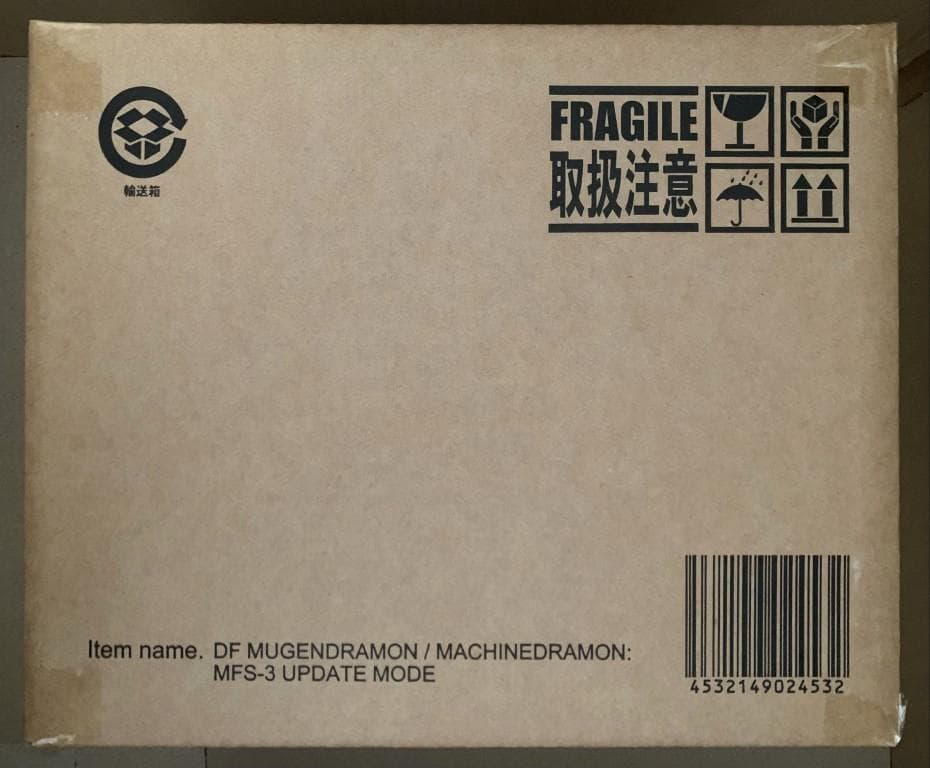 輸送箱
FRAGILE
取扱注意
Item name. DF MUGENDRAMON / MACHINEDRAMON:
MFS-3 UPDATE MODE
4532149024532